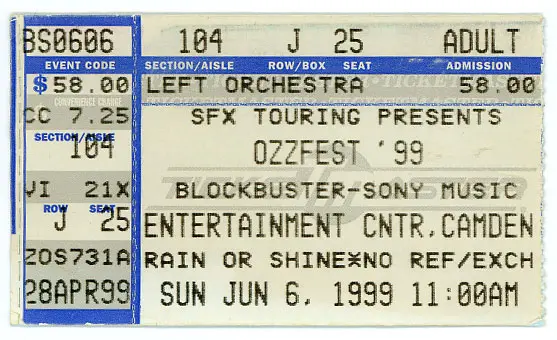 BS0606 104 J 25 ADULT
EVENT CODE SECTION/AISLE ROW/BOX SEAT ADMISSION
$ 58.00 LEFT ORCHESTRA 58.00
CONVENIENCE CHARGE
CC 7.25 SFX TOURING PRESENTS
SECTION/AISLE
104 OZZFEST '99
TICKETMASTER
VI 21X BLOCKBUSTER-SONY MUSIC
ROW SEAT
J 25 ENTERTAINMENT CNTR,CAMDEN
ZOS731A RAIN OR SHINE*NO REF/EXCH
28APR99 SUN JUN 6, 1999 11:00AM